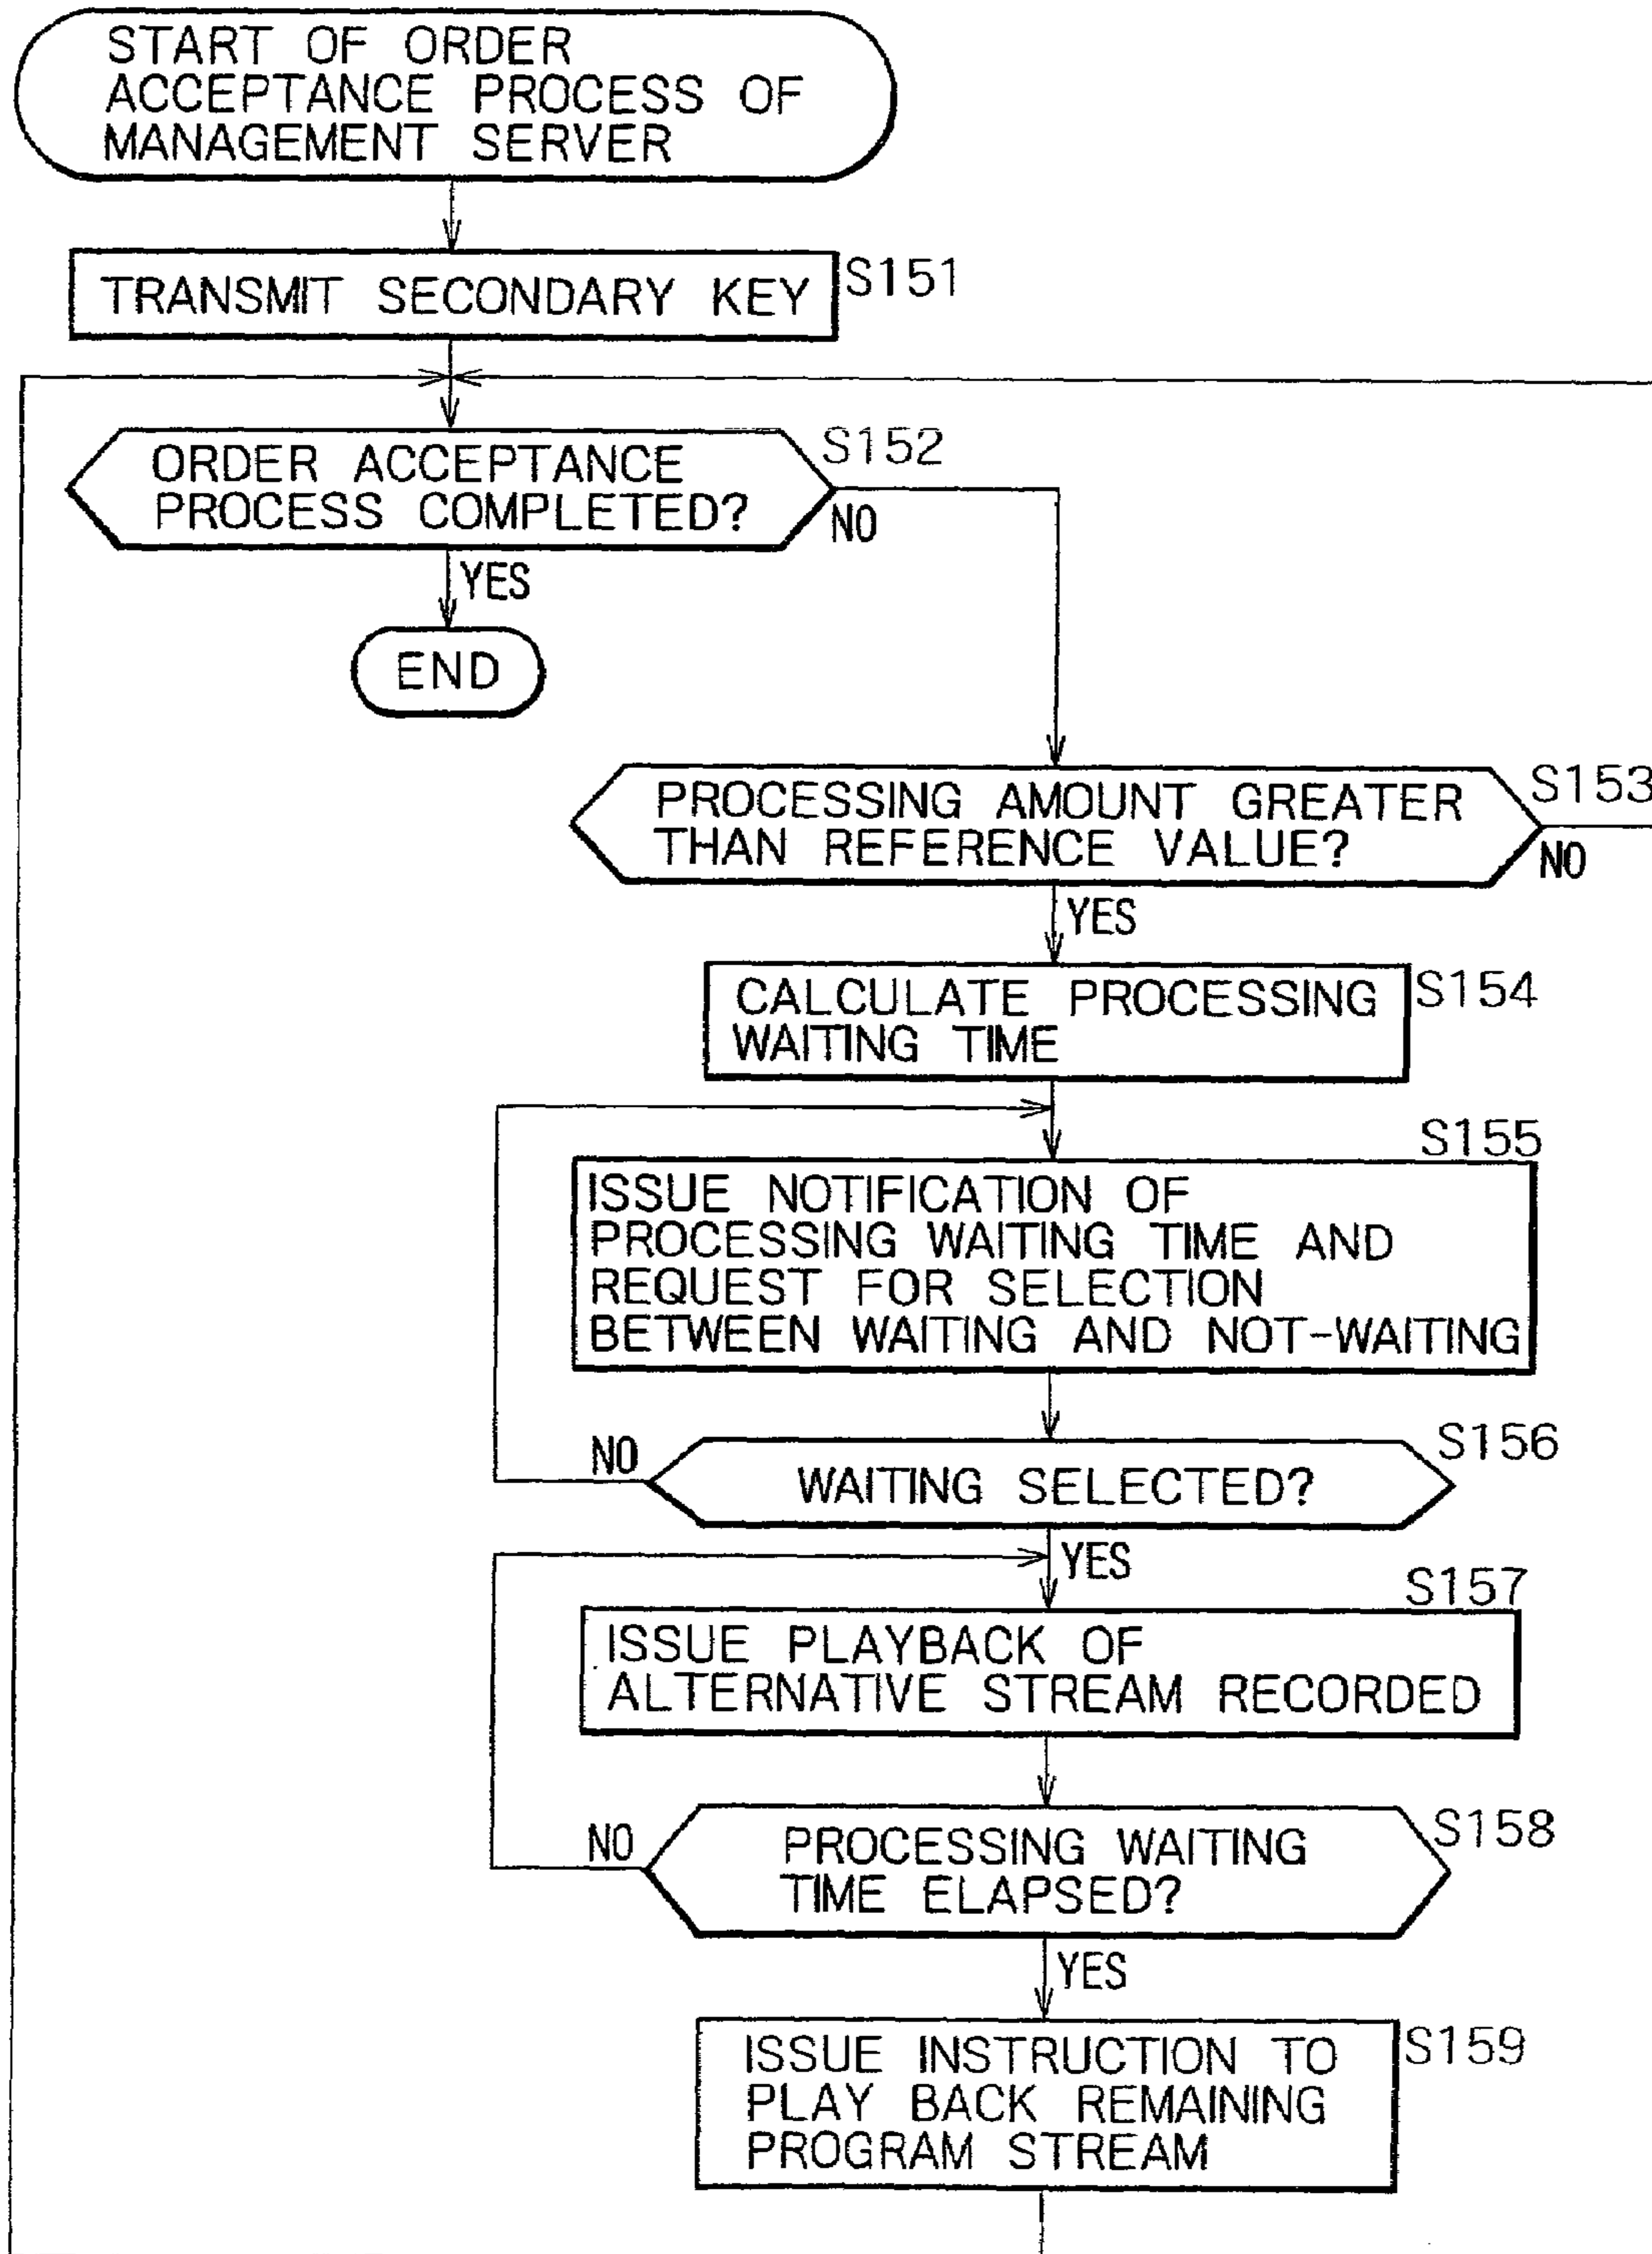 START OF ORDER
ACCEPTANCE PROCESS OF
MANAGEMENT SERVER
TRANSMIT SECONDARY KEY
S151
ORDER ACCEPTANCE
PROCESS COMPLETED?
S152
NO
YES
END
PROCESSING AMOUNT GREATER
THAN REFERENCE VALUE?
S153
NO
YES
CALCULATE PROCESSING
WAITING TIME
S154
S155
ISSUE NOTIFICATION OF
PROCESSING WAITING TIME AND
REQUEST FOR SELECTION
BETWEEN WAITING AND NOT-WAITING
NO
WAITING SELECTED?
S156
YES
S157
ISSUE PLAYBACK OF
ALTERNATIVE STREAM RECORDED
NO
PROCESSING WAITING
TIME ELAPSED?
S158
YES
ISSUE INSTRUCTION TO
PLAY BACK REMAINING
PROGRAM STREAM
S159